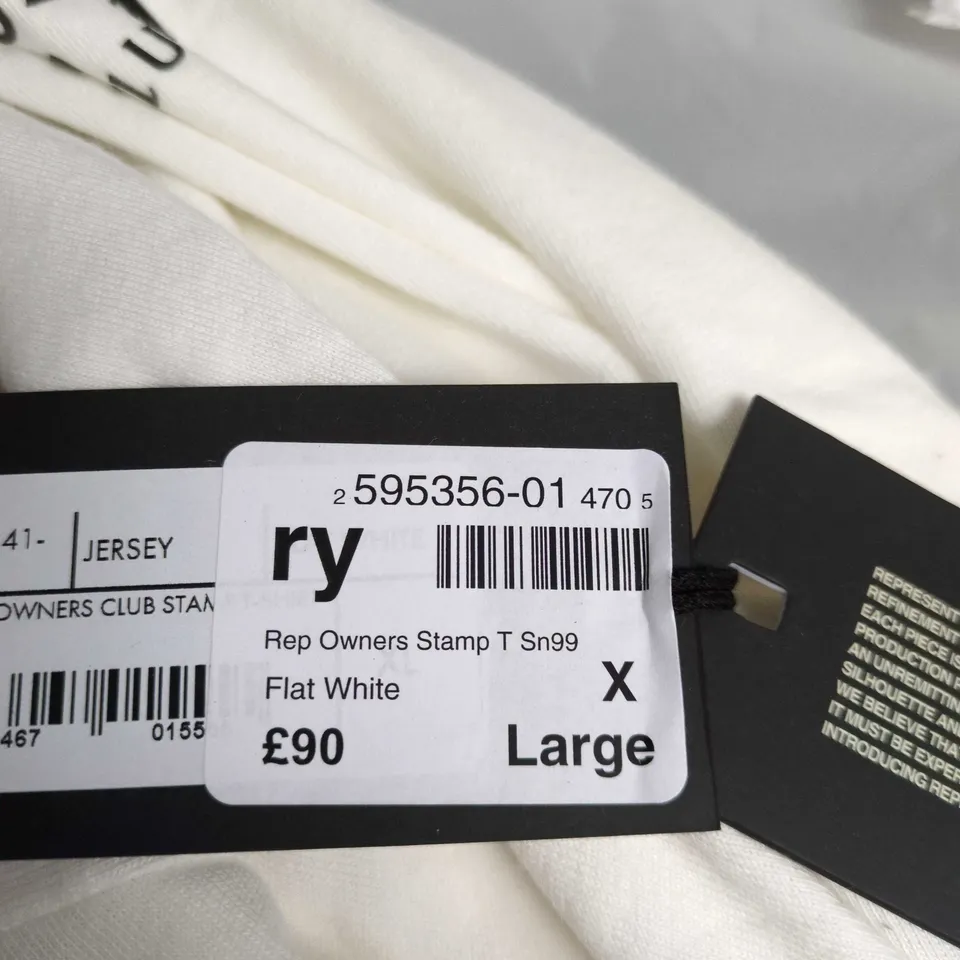 2 595356-01 470 5
ry
Rep Owners Stamp T Sn99
Flat White
X
£90
Large
41-
JERSEY
OWNERS CLUB STAM
467
0155
REPRESENT
REFINEMENT
EACH PIECE IS
PRODUCTION
AN UNREMITTIN
SILHOUETTE AND
WE BELIEVE THAT
IT MUST BE EXPER
INTRODUCING REP